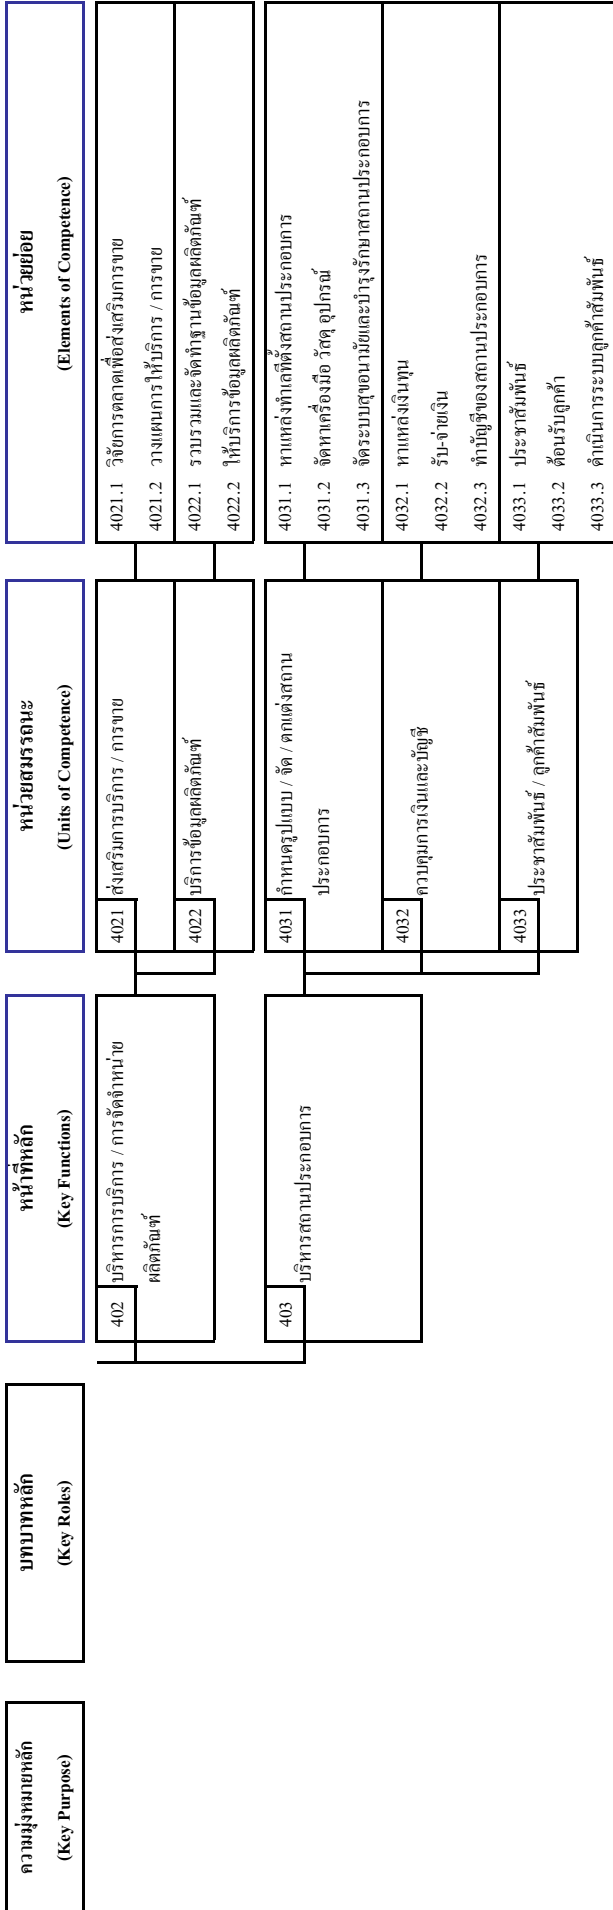 ความมุ่งหมายหลัก
(Key Purpose)
บทบาทหลัก
(Key Roles)
หน้าที่หลัก
(Key Functions)
หน่วยสมรรถนะ
(Units of Competence)
หน่วยย่อย
(Elements of Competence)
402 บริหารการบริการ / การจัดจำหน่าย
ผลิตภัณฑ์
4021 ส่งเสริมการบริการ / การขาย
4021.1 วิจัยการตลาดเพื่อส่งเสริมการขาย
4021.2 วางแผนการให้บริการ / การขาย
4022 บริการข้อมูลผลิตภัณฑ์
4022.1 รวบรวมและจัดทำฐานข้อมูลผลิตภัณฑ์
4022.2 ให้บริการข้อมูลผลิตภัณฑ์
403 บริหารสถานประกอบการ
4031 กำหนดรูปแบบ / จัด / ตกแต่งสถาน
ประกอบการ
4031.1 หาแหล่งทำเลที่ตั้งสถานประกอบการ
4031.2 จัดหาเครื่องมือ วัสดุ อุปกรณ์
4031.3 จัดระบบสุขอนามัยและบำรุงรักษาสถานประกอบการ
4032 ควบคุมการเงินและบัญชี
4032.1 หาแหล่งเงินทุน
4032.2 รับ-จ่ายเงิน
4032.3 ทำบัญชีของสถานประกอบการ
4033 ประชาสัมพันธ์ / ลูกค้าสัมพันธ์
4033.1 ประชาสัมพันธ์
4033.2 ต้อนรับลูกค้า
4033.3 ดำเนินการระบบลูกค้าสัมพันธ์